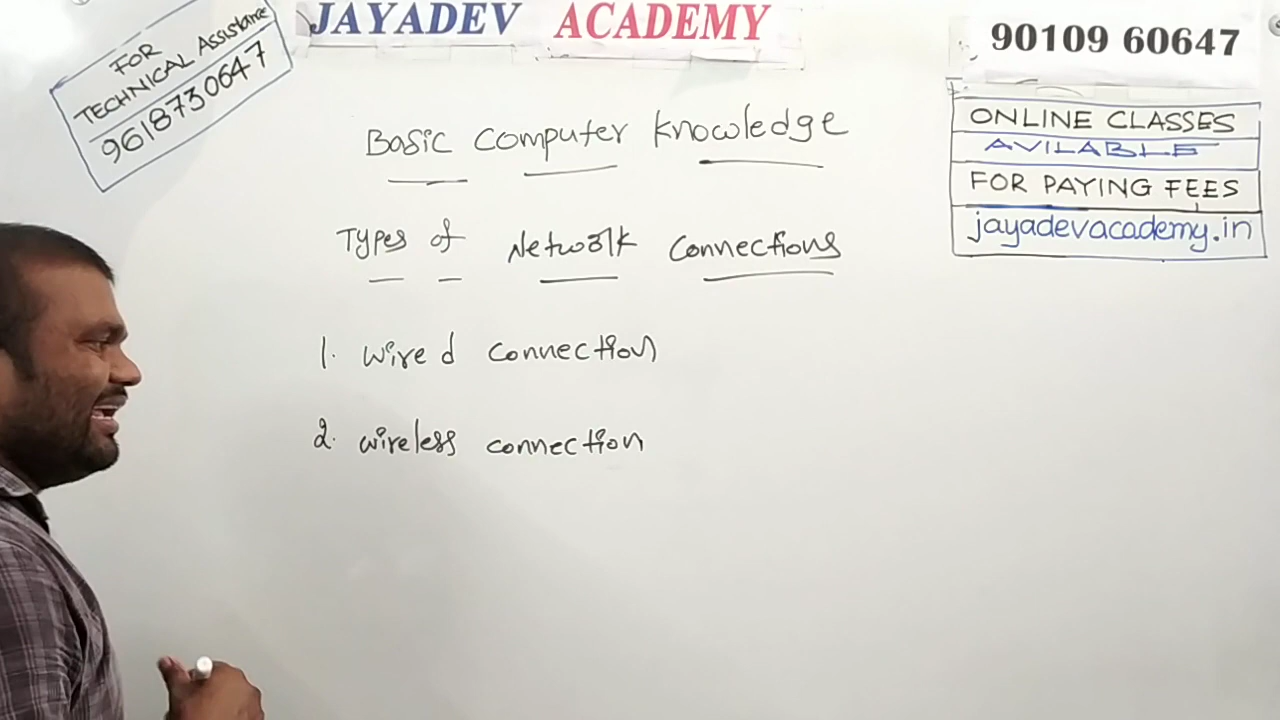 FOR
TECHNICAL Assistance
9618730647
JAYADEV ACADEMY
90109 60647
ONLINE CLASSES
AVILABLE
FOR PAYING FEES
jayadevacademy.in
Basic Computer Knowledge
Types of Network Connections
1. Wired connection
2. wireless connection